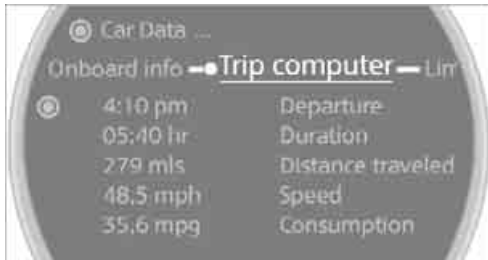 Car Data ...
Onboard info Trip computer Lim
4:10 pm Departure
05:40 hr Duration
279 mls Distance traveled
48.5 mph Speed
35.6 mpg Consumption